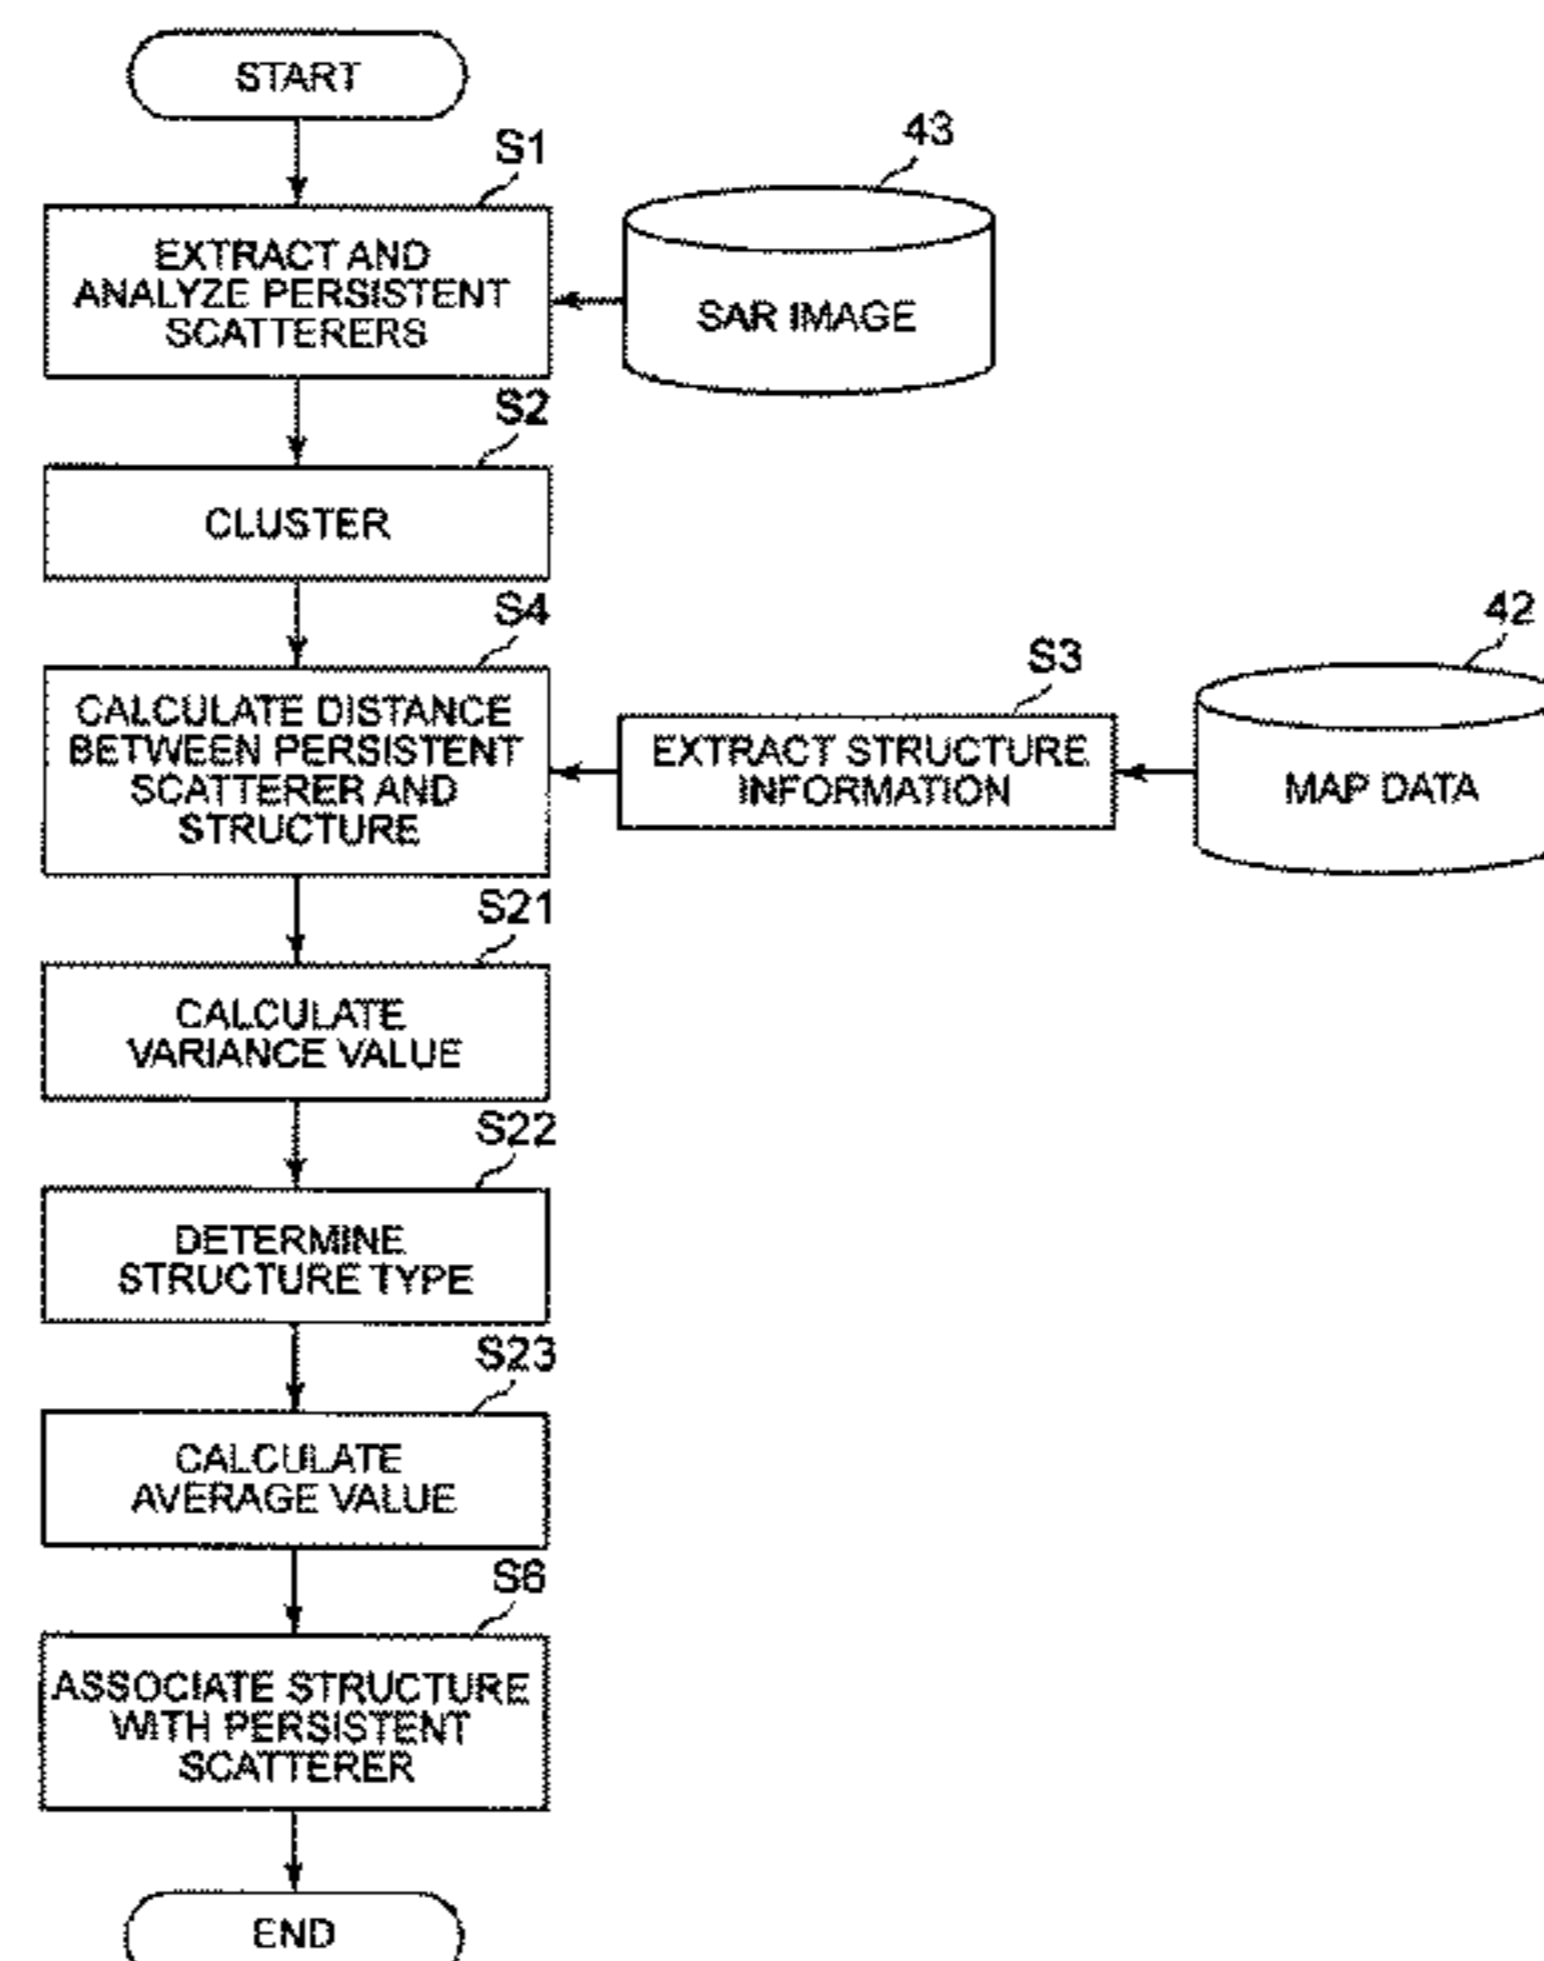 START
S1
EXTRACT AND
ANALYZE PERSISTENT
SCATTERERS
43
SAR IMAGE
S2
CLUSTER
S4
CALCULATE DISTANCE
BETWEEN PERSISTENT
SCATTERER AND
STRUCTURE
S3
EXTRACT STRUCTURE
INFORMATION
42
MAP DATA
S21
CALCULATE
VARIANCE VALUE
S22
DETERMINE
STRUCTURE TYPE
S23
CALCULATE
AVERAGE VALUE
S6
ASSOCIATE STRUCTURE
WITH PERSISTENT
SCATTERER
END